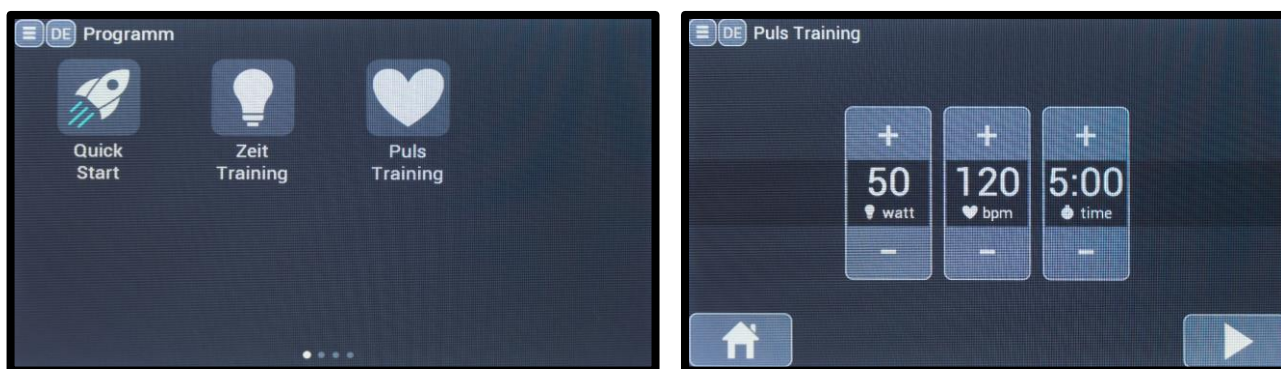 DE Programm
Quick
Start
Zeit
Training
Puls
Training
DE Puls Training
50
watt
120
bpm
5:00
time